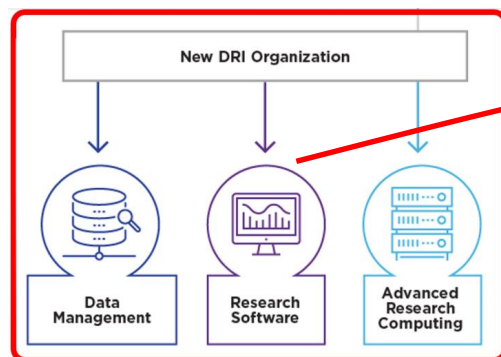 New DRI Organization
Data
Management
Research
Software
Advanced
Research
Computing